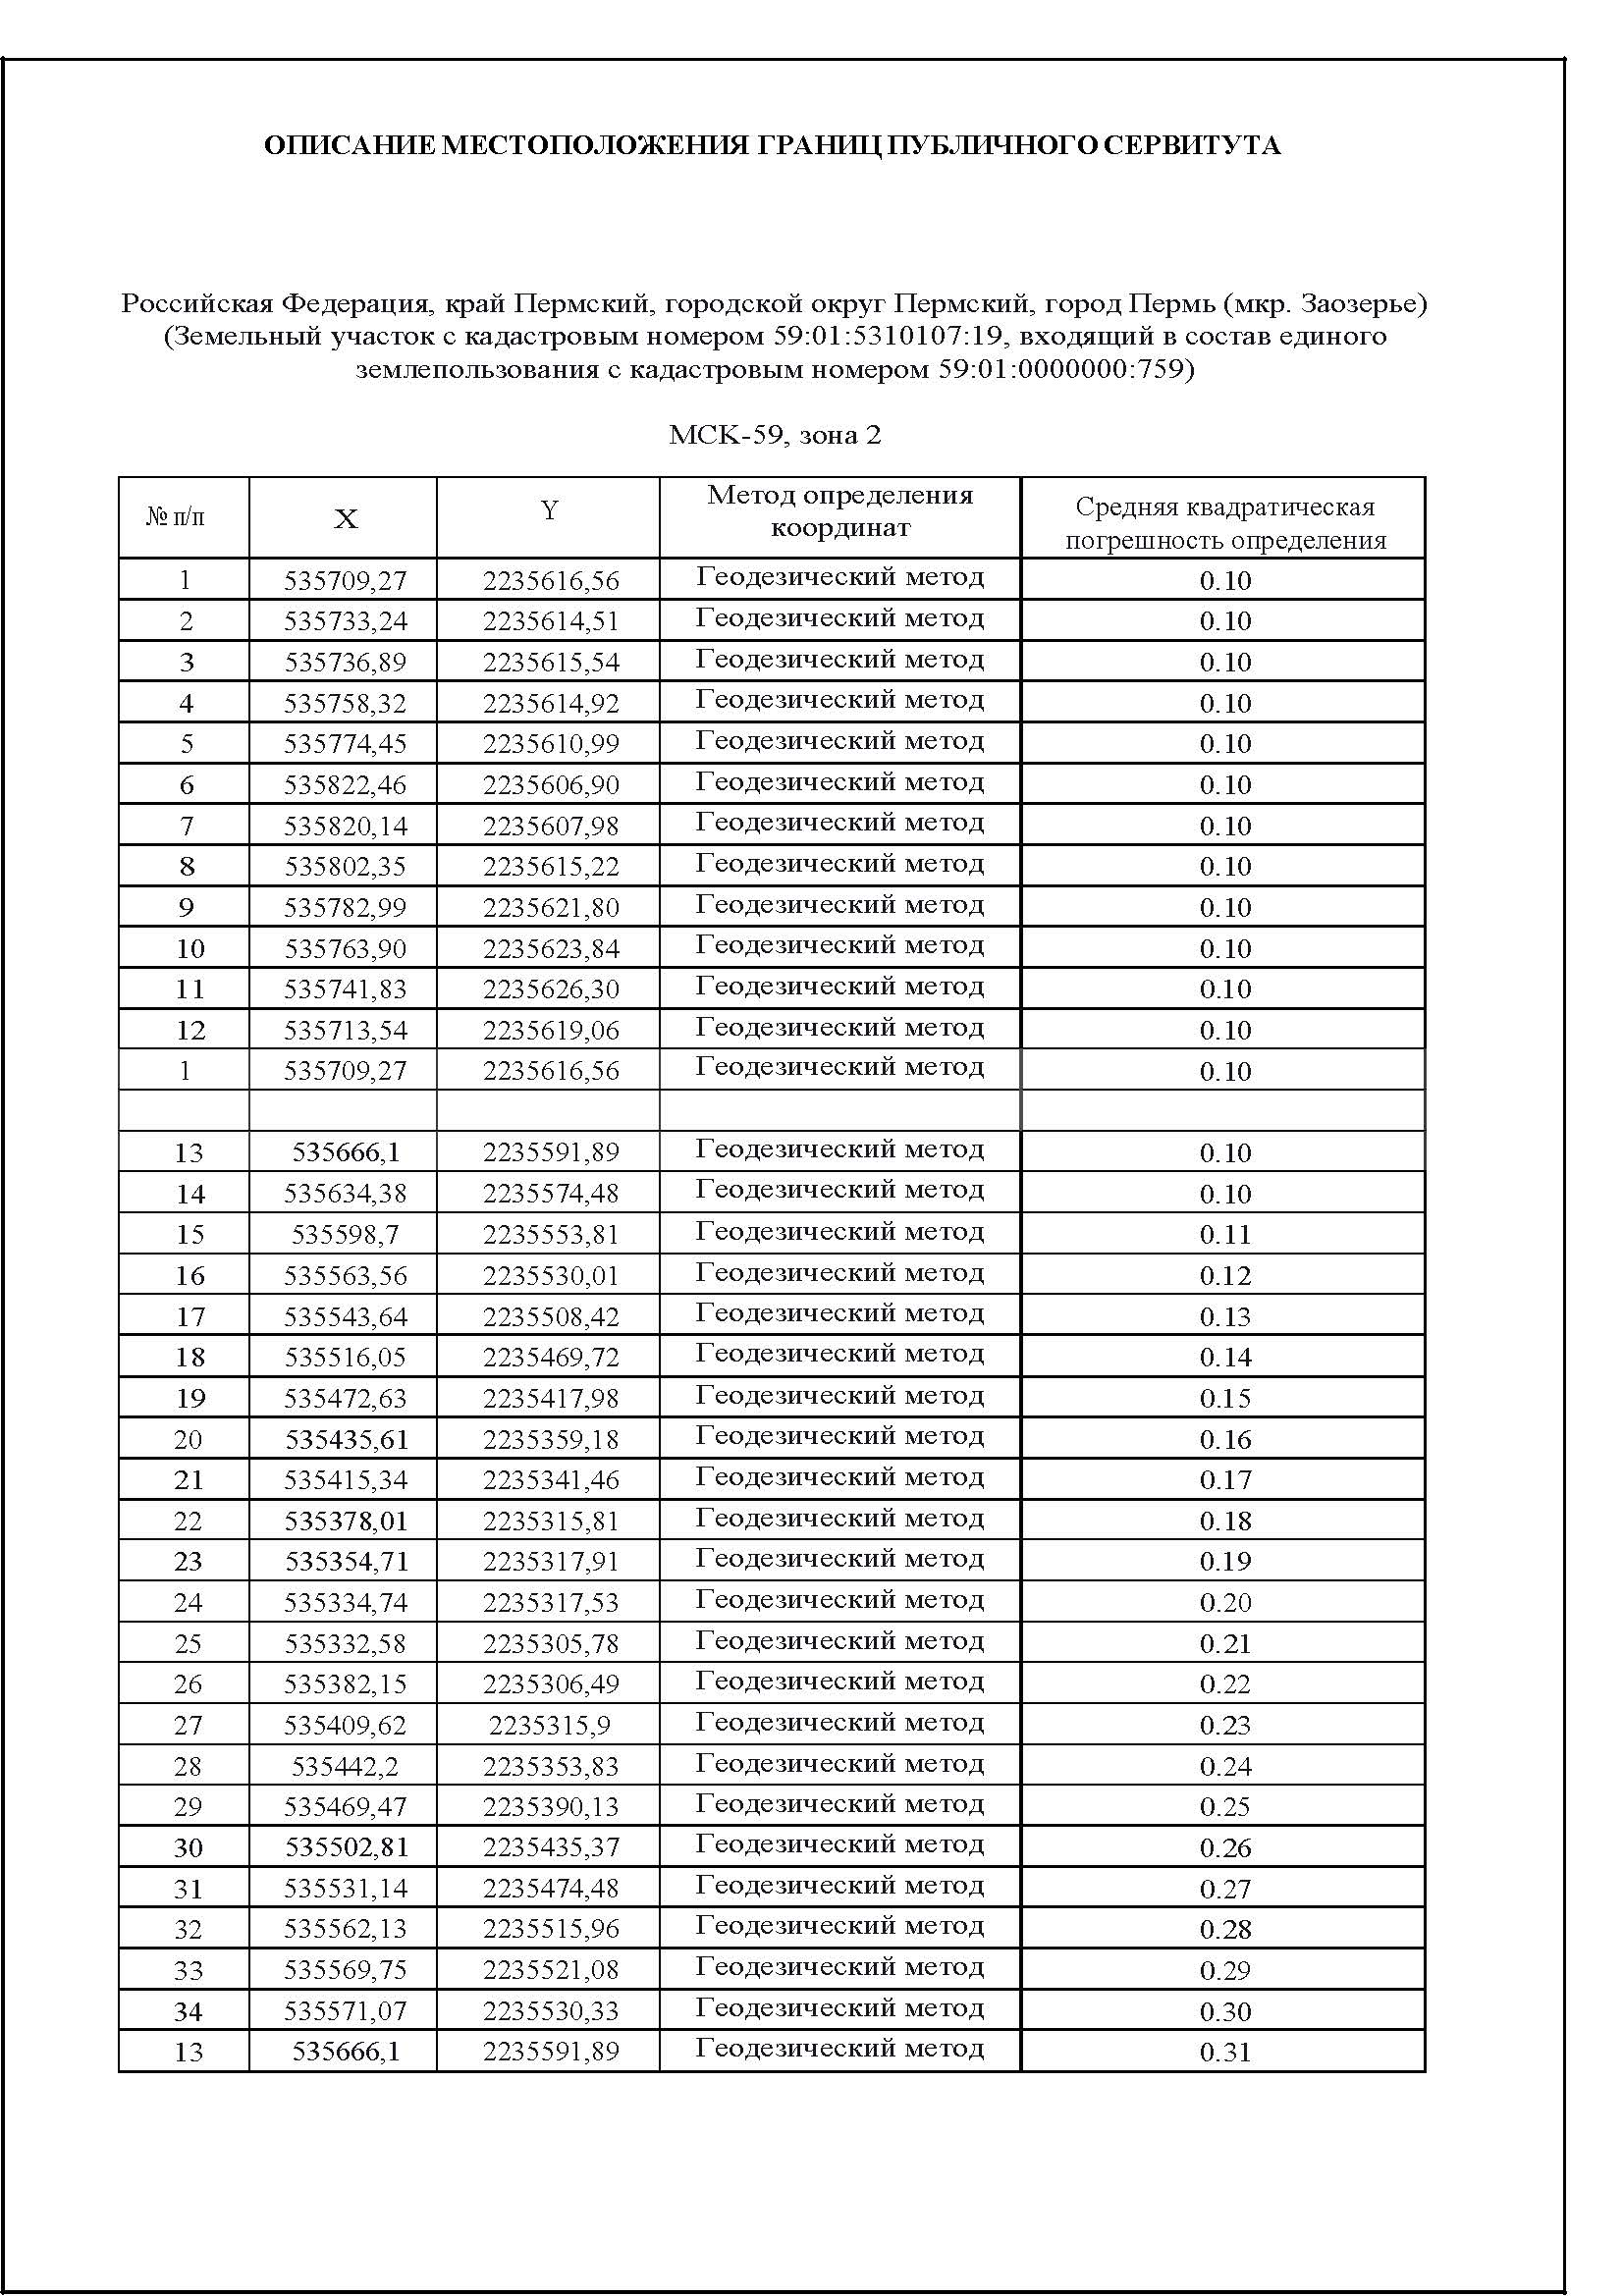 ОПИСАНИЕ МЕСТОПОЛОЖЕНИЯ ГРАНИЦ ПУБЛИЧНОГО СЕРВИТУТА
Российская Федерация, край Пермский, городской округ Пермский, город Пермь (мкр. Заозерье)
(Земельный участок с кадастровым номером 59:01:5310107:19, входящий в состав единого
землепользования с кадастровым номером 59:01:0000000:759)
МСК-59, зона 2
№ п/п X Y Метод определения координат Средняя квадратическая погрешность определения
1 535709,27 2235616,56 Геодезический метод 0.10
2 535733,24 2235614,51 Геодезический метод 0.10
3 535736,89 2235615,54 Геодезический метод 0.10
4 535758,32 2235614,92 Геодезический метод 0.10
5 535774,45 2235610,99 Геодезический метод 0.10
6 535822,46 2235606,90 Геодезический метод 0.10
7 535820,14 2235607,98 Геодезический метод 0.10
8 535802,35 2235615,22 Геодезический метод 0.10
9 535782,99 2235621,80 Геодезический метод 0.10
10 535763,90 2235623,84 Геодезический метод 0.10
11 535741,83 2235626,30 Геодезический метод 0.10
12 535713,54 2235619,06 Геодезический метод 0.10
1 535709,27 2235616,56 Геодезический метод 0.10
13 535666,1 2235591,89 Геодезический метод 0.10
14 535634,38 2235574,48 Геодезический метод 0.10
15 535598,7 2235553,81 Геодезический метод 0.11
16 535563,56 2235530,01 Геодезический метод 0.12
17 535543,64 2235508,42 Геодезический метод 0.13
18 535516,05 2235469,72 Геодезический метод 0.14
19 535472,63 2235417,98 Геодезический метод 0.15
20 535435,61 2235359,18 Геодезический метод 0.16
21 535415,34 2235341,46 Геодезический метод 0.17
22 535378,01 2235315,81 Геодезический метод 0.18
23 535354,71 2235317,91 Геодезический метод 0.19
24 535334,74 2235317,53 Геодезический метод 0.20
25 535332,58 2235305,78 Геодезический метод 0.21
26 535382,15 2235306,49 Геодезический метод 0.22
27 535409,62 2235315,9 Геодезический метод 0.23
28 535442,2 2235353,83 Геодезический метод 0.24
29 535469,47 2235390,13 Геодезический метод 0.25
30 535502,81 2235435,37 Геодезический метод 0.26
31 535531,14 2235474,48 Геодезический метод 0.27
32 535562,13 2235515,96 Геодезический метод 0.28
33 535569,75 2235521,08 Геодезический метод 0.29
34 535571,07 2235530,33 Геодезический метод 0.30
13 535666,1 2235591,89 Геодезический метод 0.31